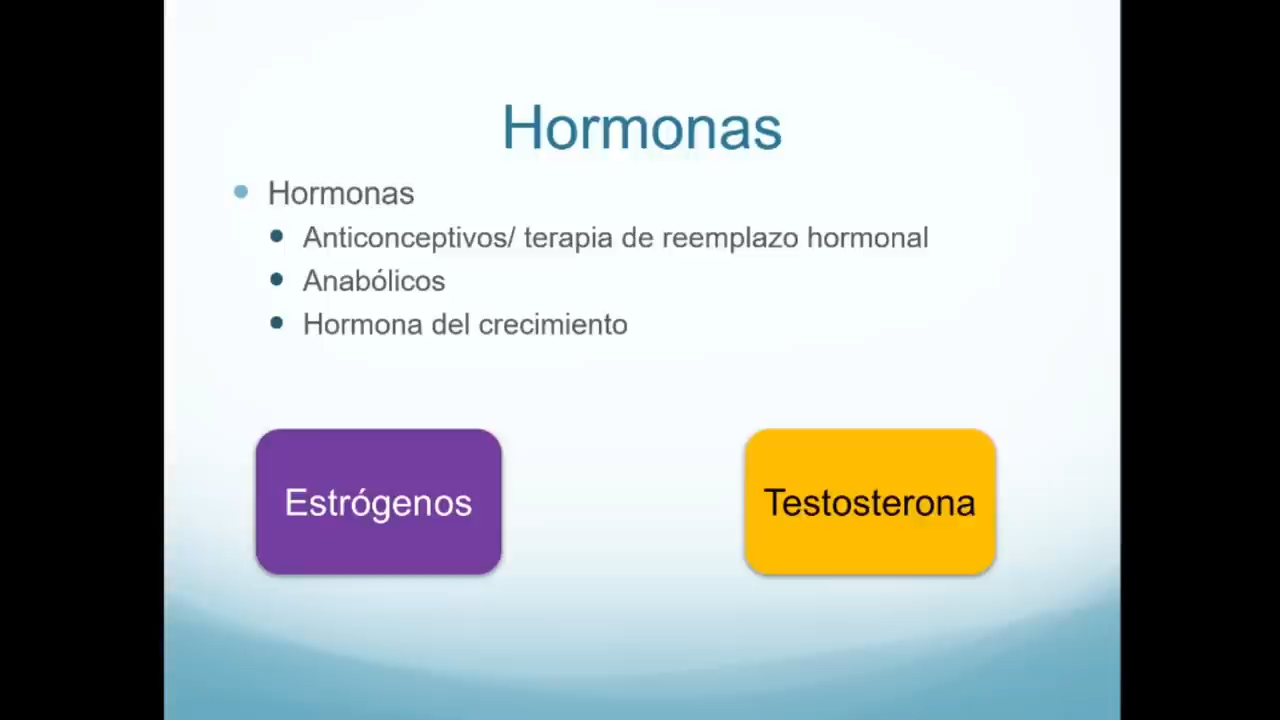 Hormonas
Hormonas
Anticonceptivos/ terapia de reemplazo hormonal
Anabólicos
Hormona del crecimiento
Estrógenos
Testosterona